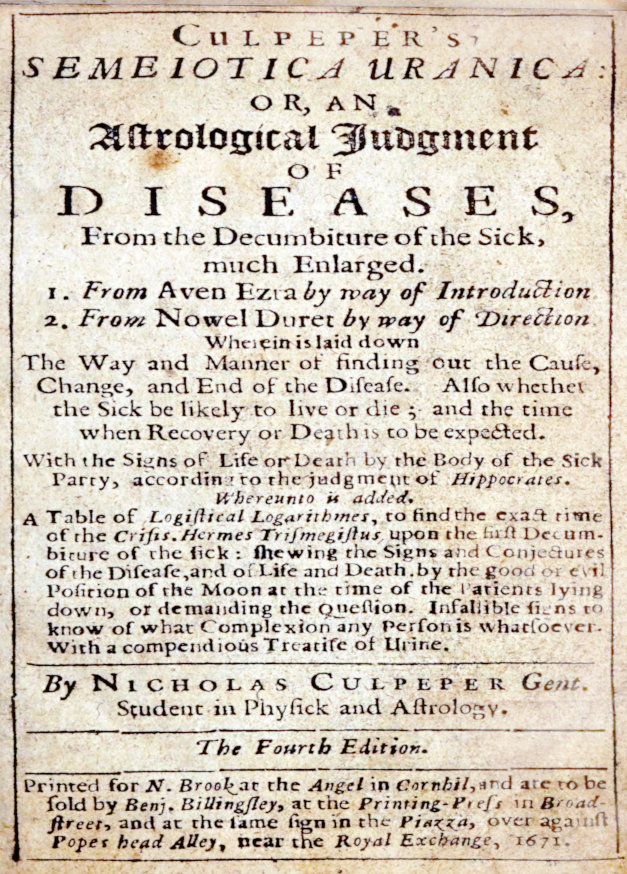 CULPEPER'S
SEMEIOTICA URANICA:
OR, AN
Aſtrological Judgment
OF
DISEASES,
From the Decumbiture of the Sick,
much Enlarged.
1. From Aven Ezra by way of Introduction
2. From Nowel Duret by way of Direction
Wherein is laid down
The Way and Manner of finding out the Cauſe,
Change, and End of the Diſeaſe. Alſo whether
the Sick be likely to live or die; and the time
when Recovery or Death is to be expected.
With the Signs of Life or Death by the Body of the Sick
Party, according to the judgment of Hippocrates.
Whereunto is added,
A Table of Logiſtical Logarithmes, to find the exact time
of the Criſis. Hermes Triſmegiſtus upon the firſt Decum-
biture of the ſick: ſhewing the Signs and Conjectures
of the Diſeaſe, and of Life and Death, by the good or evil
Poſition of the Moon at the time of the Patients lying
down, or demanding the Queſtion. Infallible ſigns to
know of what Complexion any Perſon is whatſoever.
With a compendious Treatiſe of Urine.
By NICHOLAS CULPEPER Gent.
Student in Phyſick and Aſtrology.
The Fourth Edition.
Printed for N. Brook at the Angel in Cornhil, and are to be
ſold by Benj. Billingſley, at the Printing-Preſs in Broad-
ſtreet, and at the ſame ſign in the Piazza, over againſt
Popes head Alley, near the Royal Exchange, 1671.